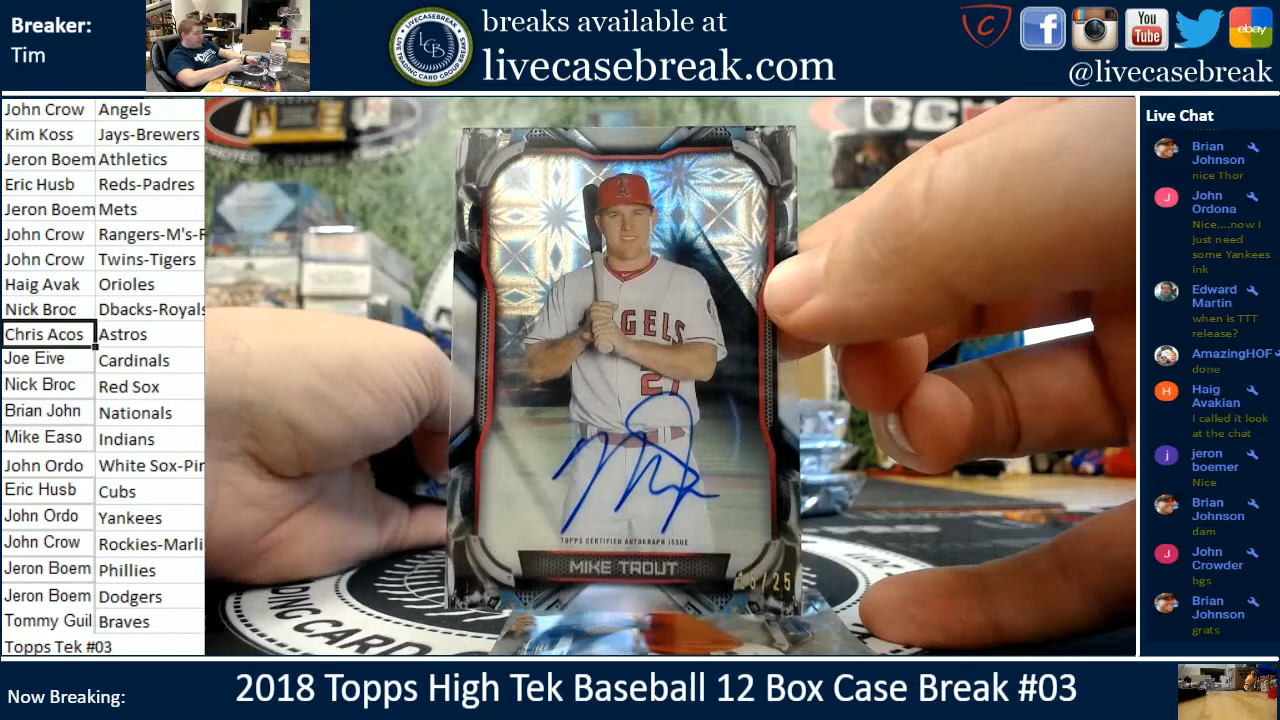 Breaker:
Tim
breaks available at
livecasebreak.com
You
Tube
ebay
@livecasebreak
John Crow Angels
Kim Koss Jays-Brewers
Jeron Boem Athletics
Eric Husb Reds-Padres
Jeron Boem Mets
John Crow Rangers-M's-R
John Crow Twins-Tigers
Haig Avak Orioles
Nick Broc Dbacks-Royals
Chris Acos Astros
Joe Eive Cardinals
Nick Broc Red Sox
Brian John Nationals
Mike Easo Indians
John Ordo White Sox-Pir
Eric Husb Cubs
John Ordo Yankees
John Crow Rockies-Marli
Jeron Boem Phillies
Jeron Boem Dodgers
Tommy Guil Braves
Topps Tek #03
BCW
ANGELS
27
TOPPS CERTIFIED AUTOGRAPH ISSUE
MIKE TROUT
/25
Live Chat
Brian
Johnson
nice Thor
John
Ordona
Nice....now I
just need
some Yankees
ink
Edward
Martin
when is TTT
release?
AmazingHOF
done
Haig
Avakian
I called it look
at the chat
jeron
boemer
Nice
Brian
Johnson
dam
John
Crowder
bgs
Brian
Johnson
grats
Now Breaking:
2018 Topps High Tek Baseball 12 Box Case Break #03